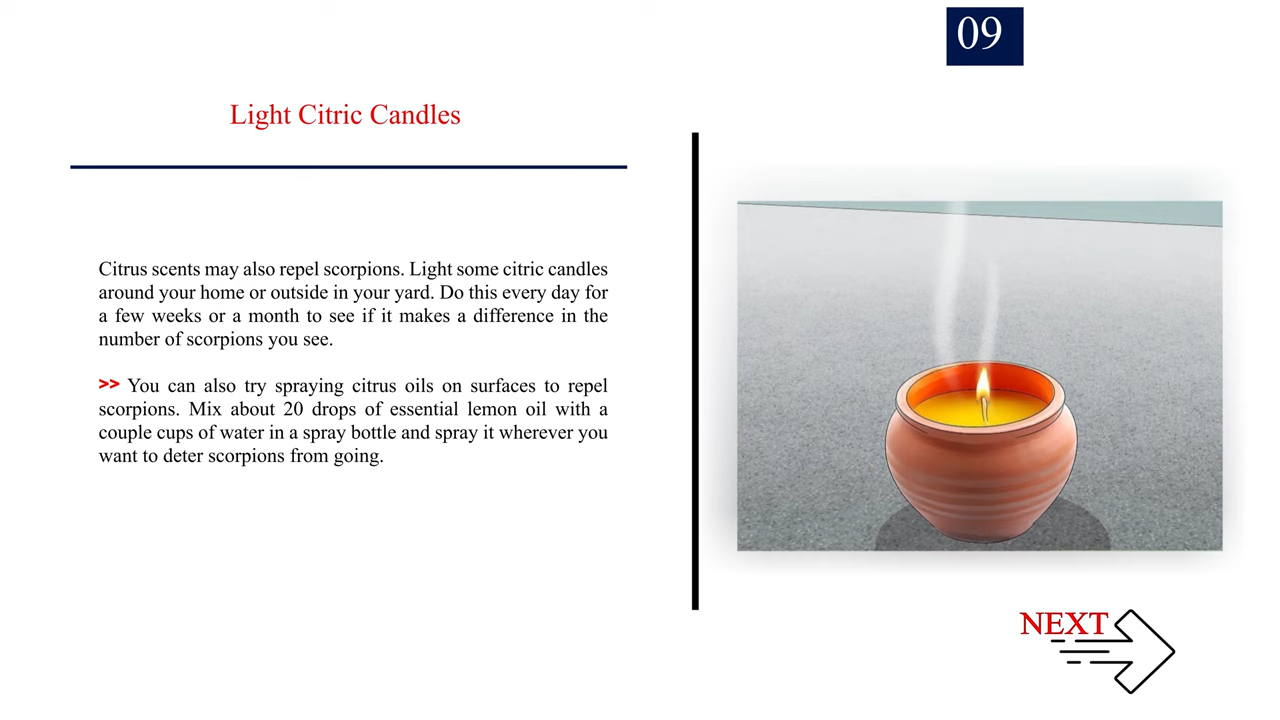 09
Light Citric Candles
Citrus scents may also repel scorpions. Light some citric candles
around your home or outside in your yard. Do this every day for
a few weeks or a month to see if it makes a difference in the
number of scorpions you see.
>> You can also try spraying citrus oils on surfaces to repel
scorpions. Mix about 20 drops of essential lemon oil with a
couple cups of water in a spray bottle and spray it wherever you
want to deter scorpions from going.
NEXT